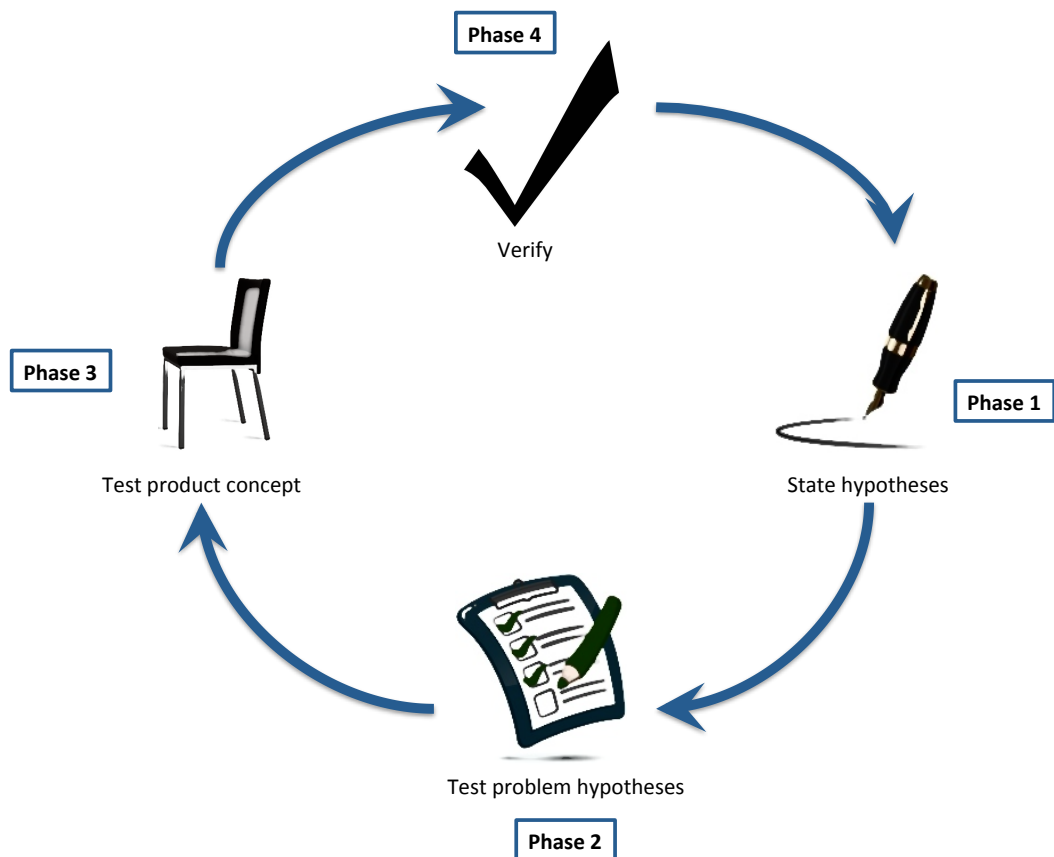 Phase 4
Verify
Phase 3
Phase 1
Test product concept
State hypotheses
Test problem hypotheses
Phase 2